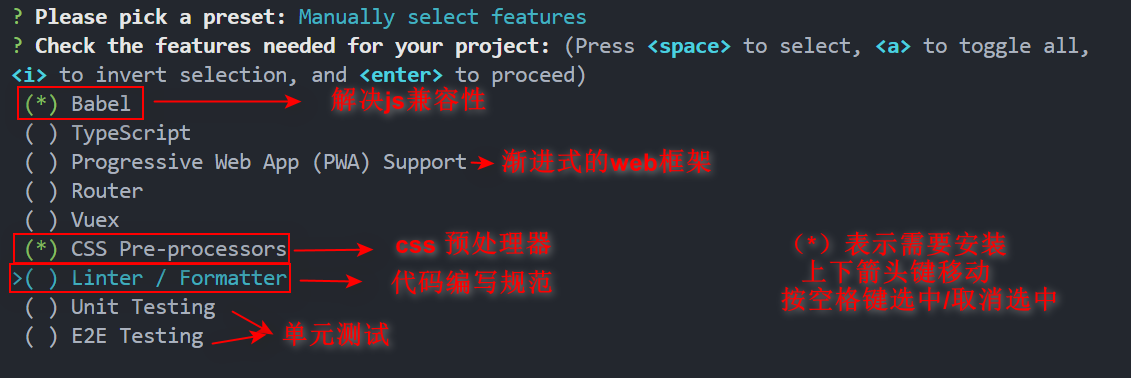 ? Please pick a preset: Manually select features
? Check the features needed for your project: (Press <space> to select, <a> to toggle all,
<i> to invert selection, and <enter> to proceed)
(*) Babel 解决js兼容性
( ) TypeScript
( ) Progressive Web App (PWA) Support 渐进式的web框架
( ) Router
( ) Vuex
(*) CSS Pre-processors css 预处理器
>( ) Linter / Formatter 代码编写规范
( ) Unit Testing
( ) E2E Testing
单元测试
（*）表示需要安装
上下箭头键移动
按空格键选中/取消选中